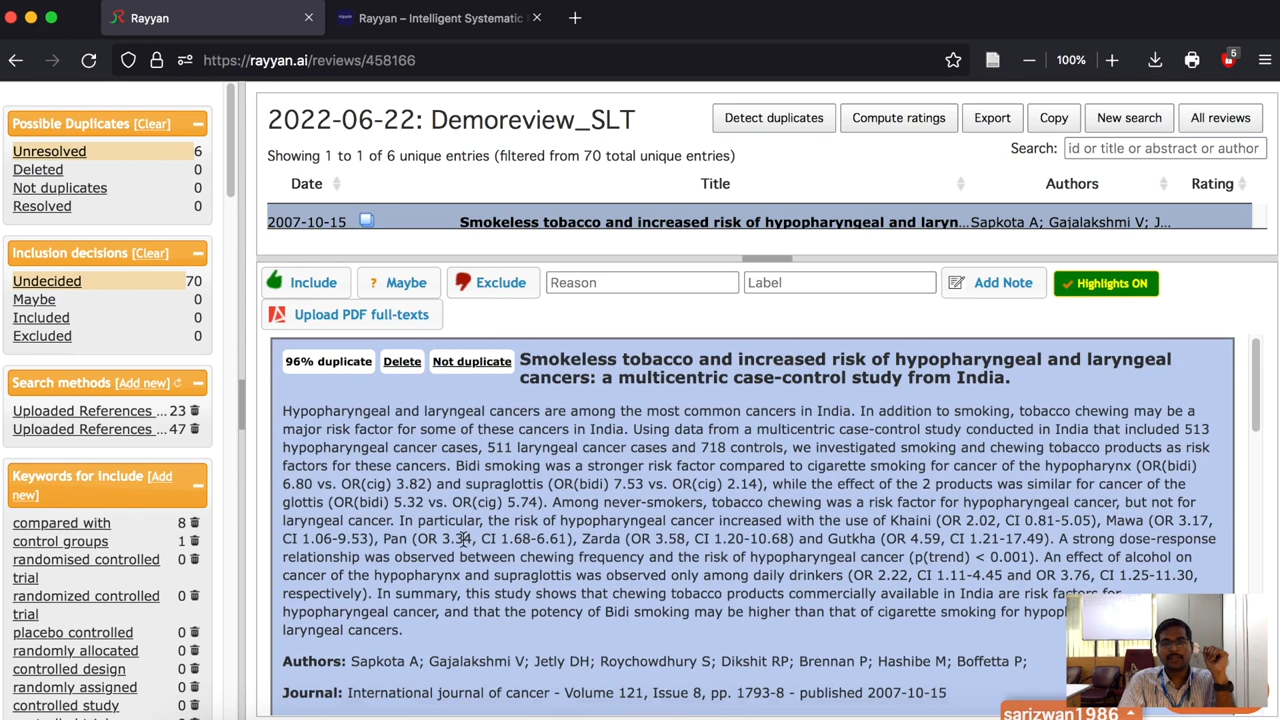 Rayyan
Rayyan – Intelligent Systematic
https://rayyan.ai/reviews/458166
100%
5
Possible Duplicates [Clear]
Unresolved 6
Deleted 0
Not duplicates 0
Resolved 0
Inclusion decisions [Clear]
Undecided 70
Maybe 0
Included 0
Excluded 0
Search methods [Add new]
Uploaded References ... 23
Uploaded References ... 47
Keywords for include [Add
new]
compared with 8
control groups 1
randomised controlled 0
trial
randomized controlled 0
trial
placebo controlled 0
randomly allocated 0
controlled design 0
randomly assigned 0
controlled study 0
2022-06-22: Demoreview_SLT
Detect duplicates Compute ratings Export Copy New search All reviews
Showing 1 to 1 of 6 unique entries (filtered from 70 total unique entries)
Search: id or title or abstract or author
Date Title Authors Rating
2007-10-15 Smokeless tobacco and increased risk of hypopharyngeal and laryn... Sapkota A; Gajalakshmi V; J...
Include ? Maybe Exclude Reason Label Add Note Highlights ON
Upload PDF full-texts
96% duplicate Delete Not duplicate Smokeless tobacco and increased risk of hypopharyngeal and laryngeal
cancers: a multicentric case-control study from India.
Hypopharyngeal and laryngeal cancers are among the most common cancers in India. In addition to smoking, tobacco chewing may be a
major risk factor for some of these cancers in India. Using data from a multicentric case-control study conducted in India that included 513
hypopharyngeal cancer cases, 511 laryngeal cancer cases and 718 controls, we investigated smoking and chewing tobacco products as risk
factors for these cancers. Bidi smoking was a stronger risk factor compared to cigarette smoking for cancer of the hypopharynx (OR(bidi)
6.80 vs. OR(cig) 3.82) and supraglottis (OR(bidi) 7.53 vs. OR(cig) 2.14), while the effect of the 2 products was similar for cancer of the
glottis (OR(bidi) 5.32 vs. OR(cig) 5.74). Among never-smokers, tobacco chewing was a risk factor for hypopharyngeal cancer, but not for
laryngeal cancer. In particular, the risk of hypopharyngeal cancer increased with the use of Khaini (OR 2.02, CI 0.81-5.05), Mawa (OR 3.17,
CI 1.06-9.53), Pan (OR 3.34, CI 1.68-6.61), Zarda (OR 3.58, CI 1.20-10.68) and Gutkha (OR 4.59, CI 1.21-17.49). A strong dose-response
relationship was observed between chewing frequency and the risk of hypopharyngeal cancer (p(trend) < 0.001). An effect of alcohol on
cancer of the hypopharynx and supraglottis was observed only among daily drinkers (OR 2.22, CI 1.11-4.45 and OR 3.76, CI 1.25-11.30,
respectively). In summary, this study shows that chewing tobacco products commercially available in India are risk factors for
hypopharyngeal cancer, and that the potency of Bidi smoking may be higher than that of cigarette smoking for
laryngeal cancers.
Authors: Sapkota A; Gajalakshmi V; Jetly DH; Roychowdhury S; Dikshit RP; Brennan P; Hashibe M; Boffetta P;
Journal: International journal of cancer - Volume 121, Issue 8, pp. 1793-8 - published 2007-10-15
sarizwan1986